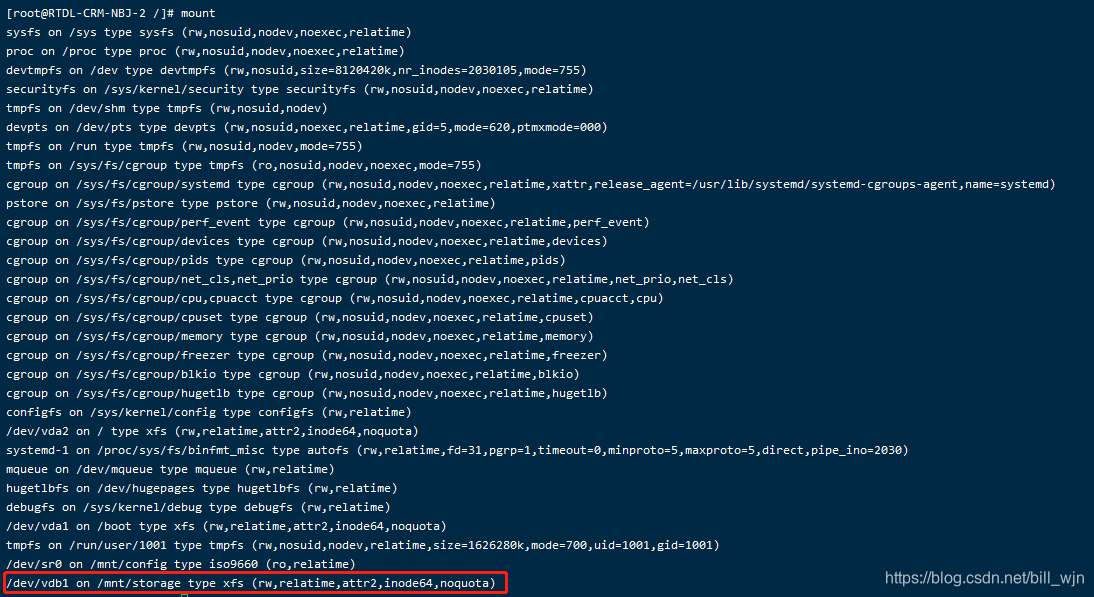 [root@RTDL-CRM-NBJ-2 /]# mount
sysfs on /sys type sysfs (rw,nosuid,nodev,noexec,relatime)
proc on /proc type proc (rw,nosuid,nodev,noexec,relatime)
devtmpfs on /dev type devtmpfs (rw,nosuid,size=8120420k,nr_inodes=2030105,mode=755)
securityfs on /sys/kernel/security type securityfs (rw,nosuid,nodev,noexec,relatime)
tmpfs on /dev/shm type tmpfs (rw,nosuid,nodev)
devpts on /dev/pts type devpts (rw,nosuid,noexec,relatime,gid=5,mode=620,ptmxmode=000)
tmpfs on /run type tmpfs (rw,nosuid,nodev,mode=755)
tmpfs on /sys/fs/cgroup type tmpfs (ro,nosuid,nodev,noexec,mode=755)
cgroup on /sys/fs/cgroup/systemd type cgroup (rw,nosuid,nodev,noexec,relatime,xattr,release_agent=/usr/lib/systemd/systemd-cgroups-agent,name=systemd)
pstore on /sys/fs/pstore type pstore (rw,nosuid,nodev,noexec,relatime)
cgroup on /sys/fs/cgroup/perf_event type cgroup (rw,nosuid,nodev,noexec,relatime,perf_event)
cgroup on /sys/fs/cgroup/devices type cgroup (rw,nosuid,nodev,noexec,relatime,devices)
cgroup on /sys/fs/cgroup/pids type cgroup (rw,nosuid,nodev,noexec,relatime,pids)
cgroup on /sys/fs/cgroup/net_cls,net_prio type cgroup (rw,nosuid,nodev,noexec,relatime,net_prio,net_cls)
cgroup on /sys/fs/cgroup/cpu,cpuacct type cgroup (rw,nosuid,nodev,noexec,relatime,cpuacct,cpu)
cgroup on /sys/fs/cgroup/cpuset type cgroup (rw,nosuid,nodev,noexec,relatime,cpuset)
cgroup on /sys/fs/cgroup/memory type cgroup (rw,nosuid,nodev,noexec,relatime,memory)
cgroup on /sys/fs/cgroup/freezer type cgroup (rw,nosuid,nodev,noexec,relatime,freezer)
cgroup on /sys/fs/cgroup/blkio type cgroup (rw,nosuid,nodev,noexec,relatime,blkio)
cgroup on /sys/fs/cgroup/hugetlb type cgroup (rw,nosuid,nodev,noexec,relatime,hugetlb)
configfs on /sys/kernel/config type configfs (rw,relatime)
/dev/vda2 on / type xfs (rw,relatime,attr2,inode64,noquota)
systemd-1 on /proc/sys/fs/binfmt_misc type autofs (rw,relatime,fd=31,pgrp=1,timeout=0,minproto=5,maxproto=5,direct,pipe_ino=2030)
mqueue on /dev/mqueue type mqueue (rw,relatime)
hugetlbfs on /dev/hugepages type hugetlbfs (rw,relatime)
debugfs on /sys/kernel/debug type debugfs (rw,relatime)
/dev/vda1 on /boot type xfs (rw,relatime,attr2,inode64,noquota)
tmpfs on /run/user/1001 type tmpfs (rw,nosuid,nodev,relatime,size=1626280k,mode=700,uid=1001,gid=1001)
/dev/sr0 on /mnt/config type iso9660 (ro,relatime)
/dev/vdb1 on /mnt/storage type xfs (rw,relatime,attr2,inode64,noquota)
https://blog.csdn.net/bill_wjn